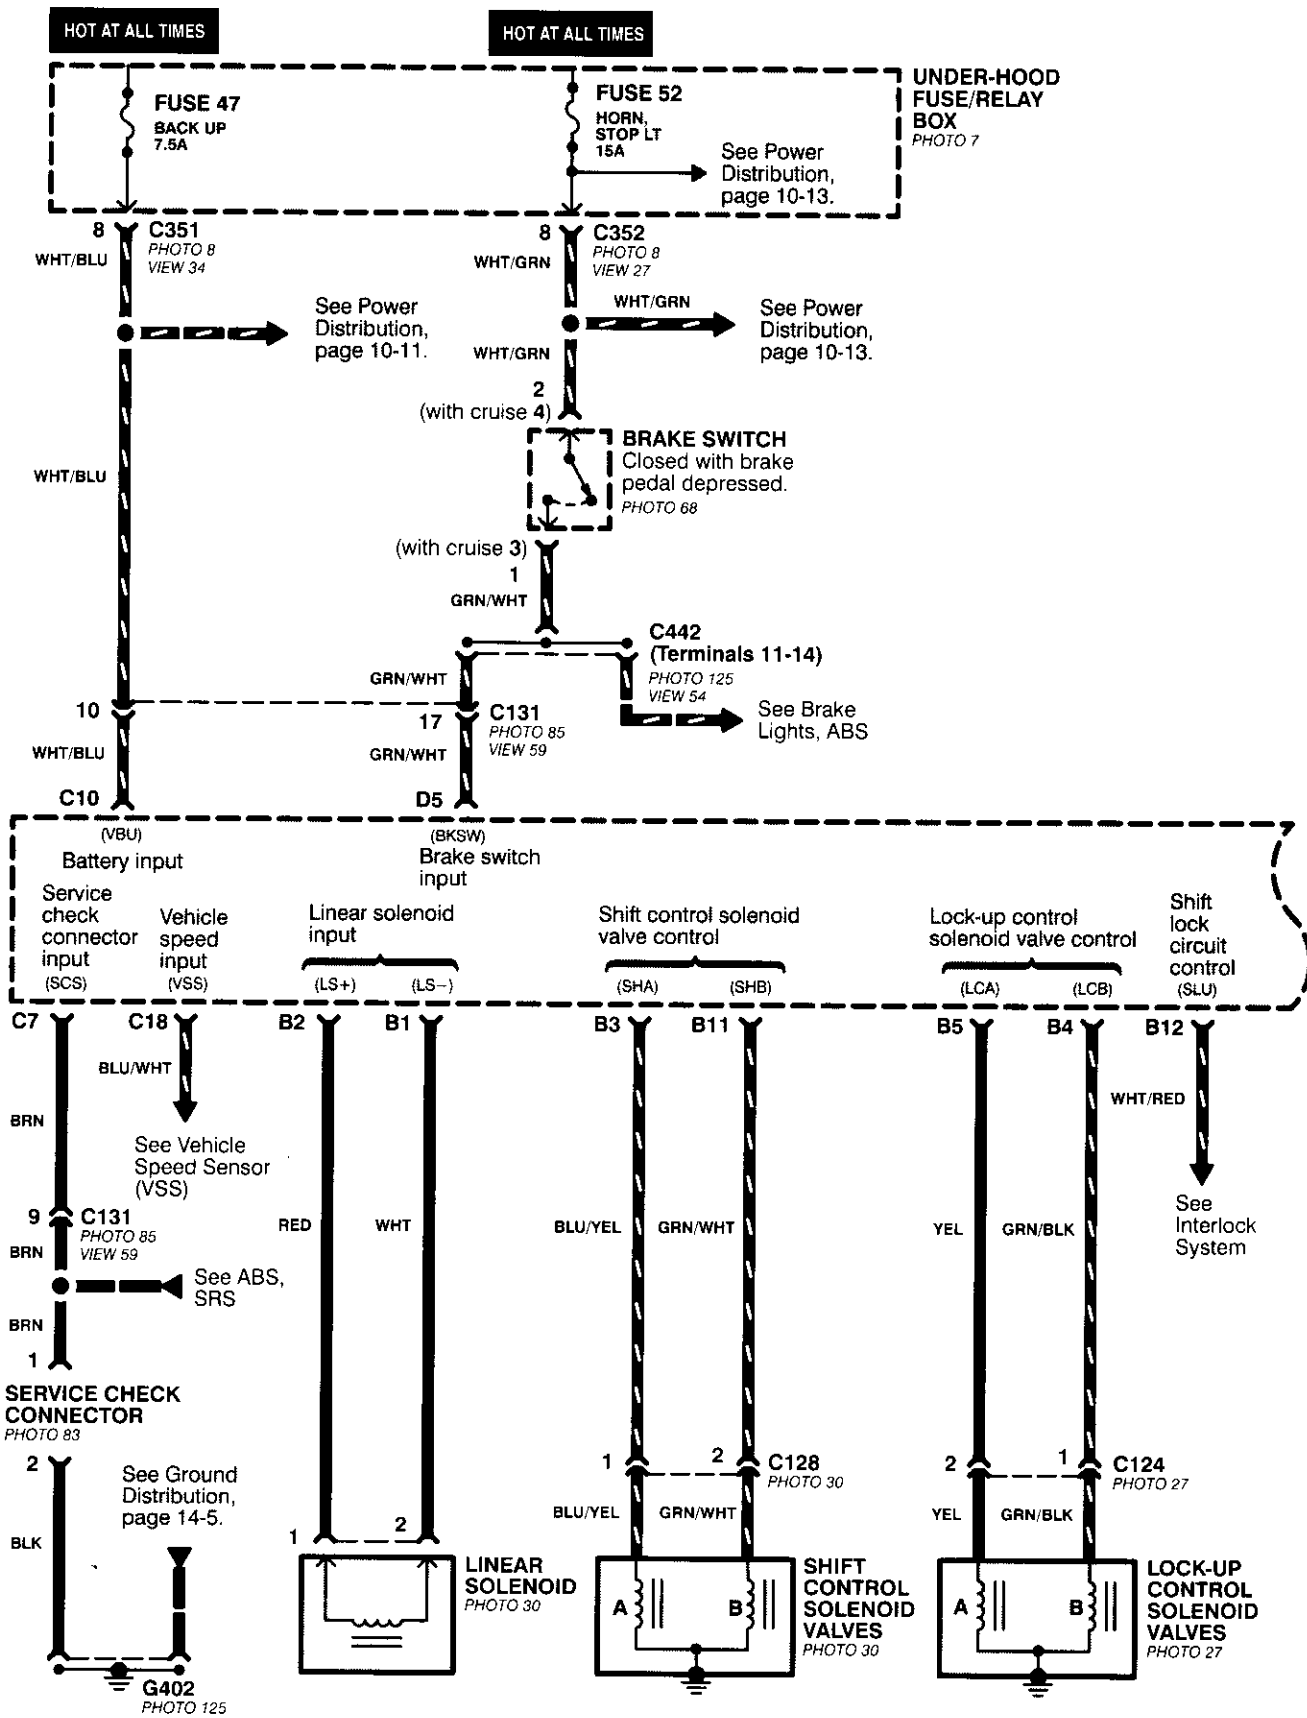 HOT AT ALL TIMES
HOT AT ALL TIMES
FUSE 47
BACK UP
7.5A
FUSE 52
HORN,
STOP LT
15A
See Power
Distribution,
page 10-13.
UNDER-HOOD
FUSE/RELAY
BOX
PHOTO 7
8
C351
PHOTO 8
VIEW 34
WHT/BLU
8
C352
PHOTO 8
VIEW 27
WHT/GRN
See Power
Distribution,
page 10-11.
WHT/GRN
See Power
Distribution,
page 10-13.
WHT/GRN
2
(with cruise 4)
BRAKE SWITCH
Closed with brake
pedal depressed.
PHOTO 68
WHT/BLU
(with cruise 3)
1
GRN/WHT
C442
(Terminals 11-14)
PHOTO 125
VIEW 54
GRN/WHT
See Brake
Lights, ABS
10
17
C131
PHOTO 85
VIEW 59
WHT/BLU
GRN/WHT
C10
D5
(VBU)
Battery input
(BKSW)
Brake switch
input
Service
check
connector
input
(SCS)
Vehicle
speed
input
(VSS)
Linear solenoid
input
(LS+)
(LS−)
Shift control solenoid
valve control
(SHA)
(SHB)
Lock-up control
solenoid valve control
(LCA)
(LCB)
Shift
lock
circuit
control
(SLU)
C7
C18
B2
B1
B3
B11
B5
B4
B12
BLU/WHT
BRN
WHT/RED
See Vehicle
Speed Sensor
(VSS)
See
Interlock
System
9
C131
PHOTO 85
VIEW 59
BRN
RED
WHT
BLU/YEL
GRN/WHT
YEL
GRN/BLK
See ABS,
SRS
BRN
1
SERVICE CHECK
CONNECTOR
PHOTO 83
2
See Ground
Distribution,
page 14-5.
BLK
1
2
C128
PHOTO 30
2
1
C124
PHOTO 27
BLU/YEL
GRN/WHT
YEL
GRN/BLK
1
2
LINEAR
SOLENOID
PHOTO 30
A
B
SHIFT
CONTROL
SOLENOID
VALVES
PHOTO 30
A
B
LOCK-UP
CONTROL
SOLENOID
VALVES
PHOTO 27
G402
PHOTO 125